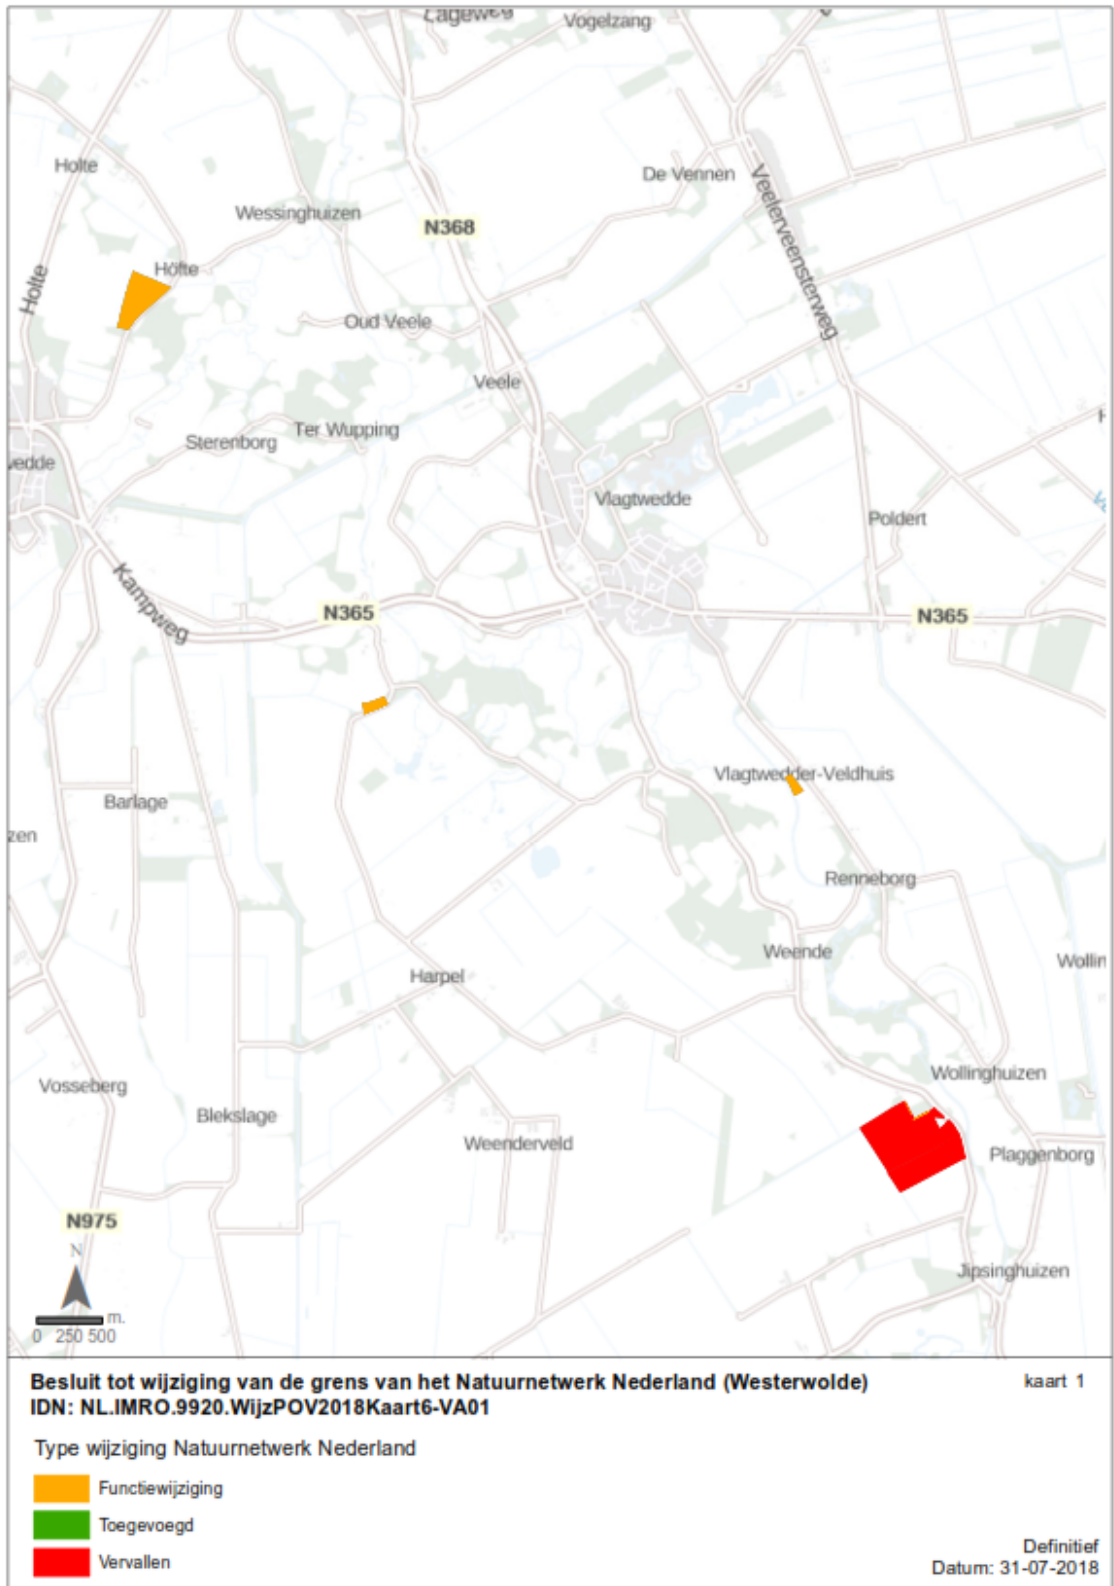 Lageweg
Vogelzang
Holte
De Vennen
Wessinghuizen
N368
Veelerveensterweg
Höfte
Holte
Oud Veele
Veele
Ter Wupping
Sterenborg
vedde
Vlagtwedde
Poldert
Kampweg
N365
N365
Vlagtwedder-Veldhuis
Barlage
zen
Renneborg
Weende
Wollin
Harpel
Wollinghuizen
Vosseberg
Blekslage
Weenderveld
Plaggenborg
N975
N
Jipsinghuizen
m.
0 250 500
Besluit tot wijziging van de grens van het Natuurnetwerk Nederland (Westerwolde)
kaart 1
IDN: NL.IMRO.9920.WijzPOV2018Kaart6-VA01
Type wijziging Natuurnetwerk Nederland
Functiewijziging
Toegevoegd
Vervallen
Definitief
Datum: 31-07-2018